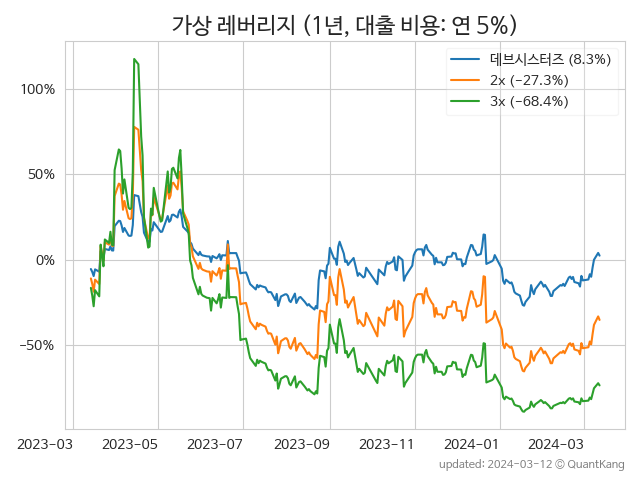 가상 레버리지 (1년, 대출 비용: 연 5%)
데브시스터즈 (8.3%)
2x (−27.3%)
3x (−68.4%)
100%
50%
0%
−50%
2023-03 2023-05 2023-07 2023-09 2023-11 2024-01 2024-03
updated: 2024-03-12 © QuantKang